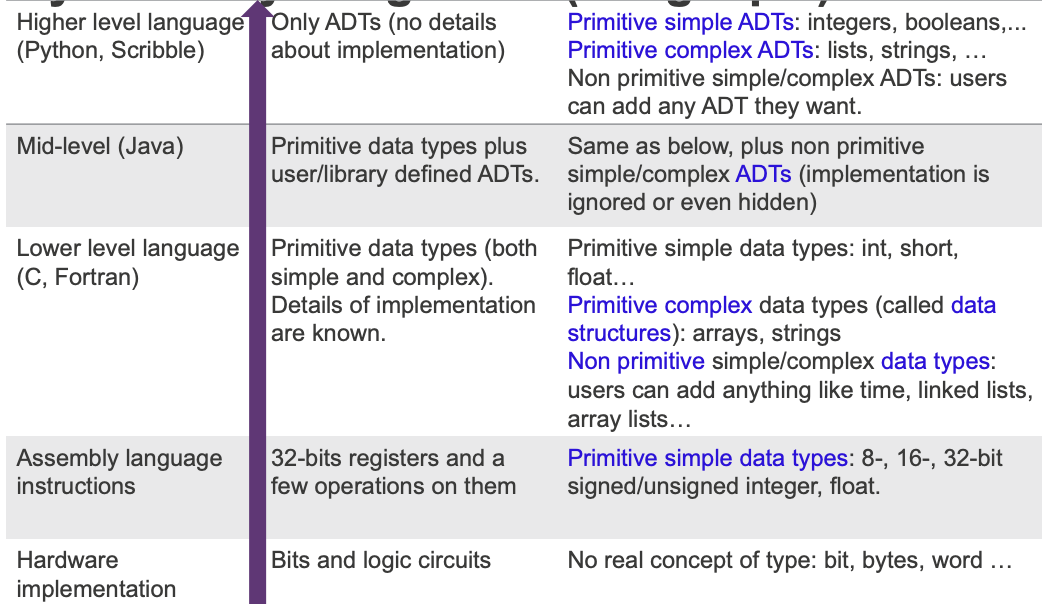 Higher level language
(Python, Scribble)
Only ADTs (no details
about implementation)
Primitive simple ADTs: integers, booleans,...
Primitive complex ADTs: lists, strings, …
Non primitive simple/complex ADTs: users
can add any ADT they want.
Mid-level (Java)
Primitive data types plus
user/library defined ADTs.
Same as below, plus non primitive
simple/complex ADTs (implementation is
ignored or even hidden)
Lower level language
(C, Fortran)
Primitive data types (both
simple and complex).
Details of implementation
are known.
Primitive simple data types: int, short,
float…
Primitive complex data types (called data
structures): arrays, strings
Non primitive simple/complex data types:
users can add anything like time, linked lists,
array lists…
Assembly language
instructions
32-bits registers and a
few operations on them
Primitive simple data types: 8-, 16-, 32-bit
signed/unsigned integer, float.
Hardware
implementation
Bits and logic circuits
No real concept of type: bit, bytes, word …